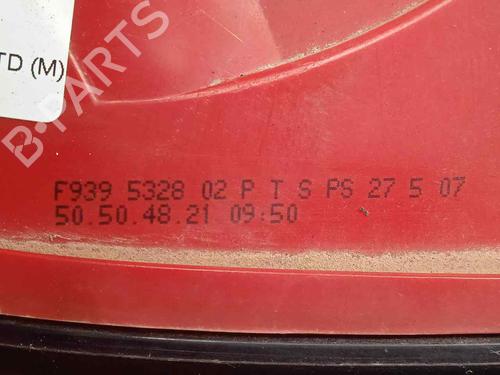 TD (M)
B-PARTS
F939 5328 02 P T S PS 27 5 07
50.50.48.21 09:50